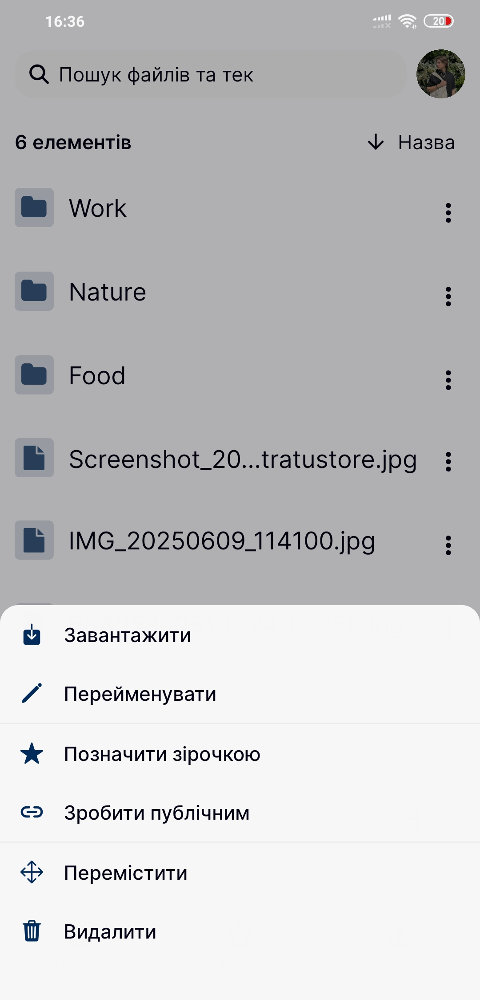 16:36
20
Пошук файлів та тек
6 елементів
Назва
Work
Nature
Food
Screenshot_20...tratustore.jpg
IMG_20250609_114100.jpg
Завантажити
Перейменувати
Позначити зірочкою
Зробити публічним
Перемістити
Видалити